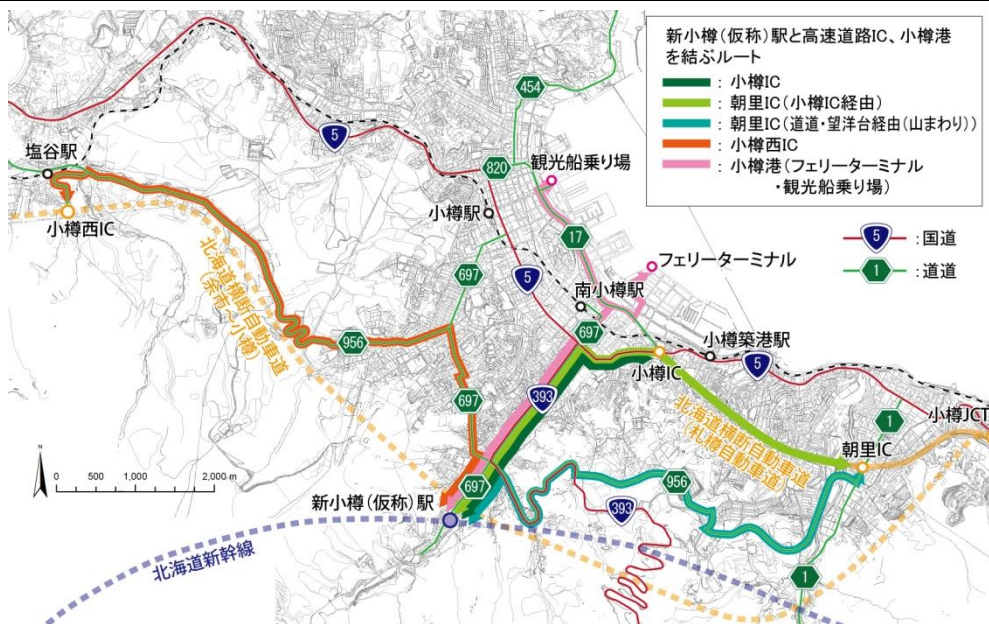 新小樽(仮称)駅と高速道路IC、小樽港
を結ぶルート
：小樽IC
：朝里IC(小樽IC経由)
：朝里IC(道道・望洋台経由(山まわり))
：小樽西IC
：小樽港(フェリーターミナル
・観光船乗り場)
5 ：国道
1 ：道道
454
5
塩谷駅
820
観光船乗り場
小樽西IC
小樽駅
17
北海道横断自動車道
(余市～小樽)
697
5
フェリーターミナル
南小樽駅
956
697
小樽築港駅
小樽IC
5
393
697
北海道横断自動車道
(札樽自動車道)
1
小樽JCT
朝里IC
697
956
新小樽(仮称)駅
393
北海道新幹線
1
N
0 500 1,000 2,000 m